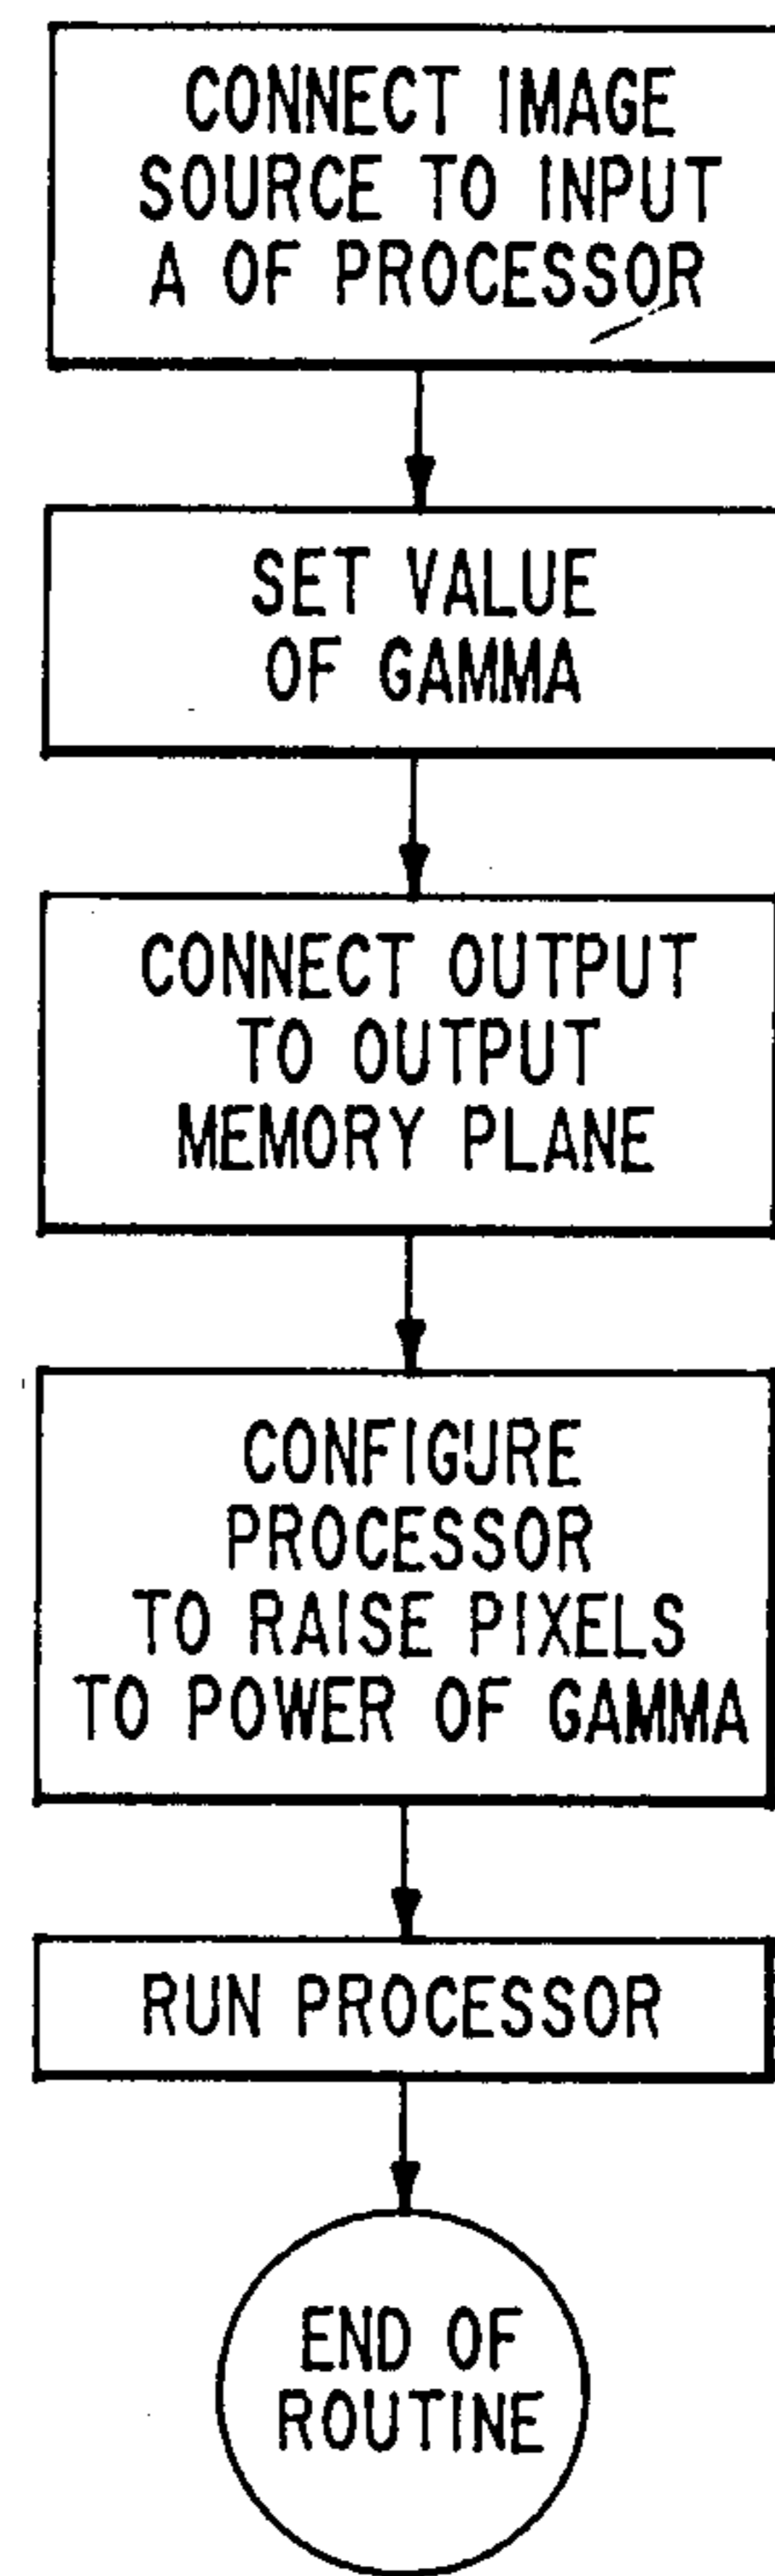 CONNECT IMAGE
SOURCE TO INPUT
A OF PROCESSOR
SET VALUE
OF GAMMA
CONNECT OUTPUT
TO OUTPUT
MEMORY PLANE
CONFIGURE
PROCESSOR
TO RAISE PIXELS
TO POWER OF GAMMA
RUN PROCESSOR
END OF
ROUTINE